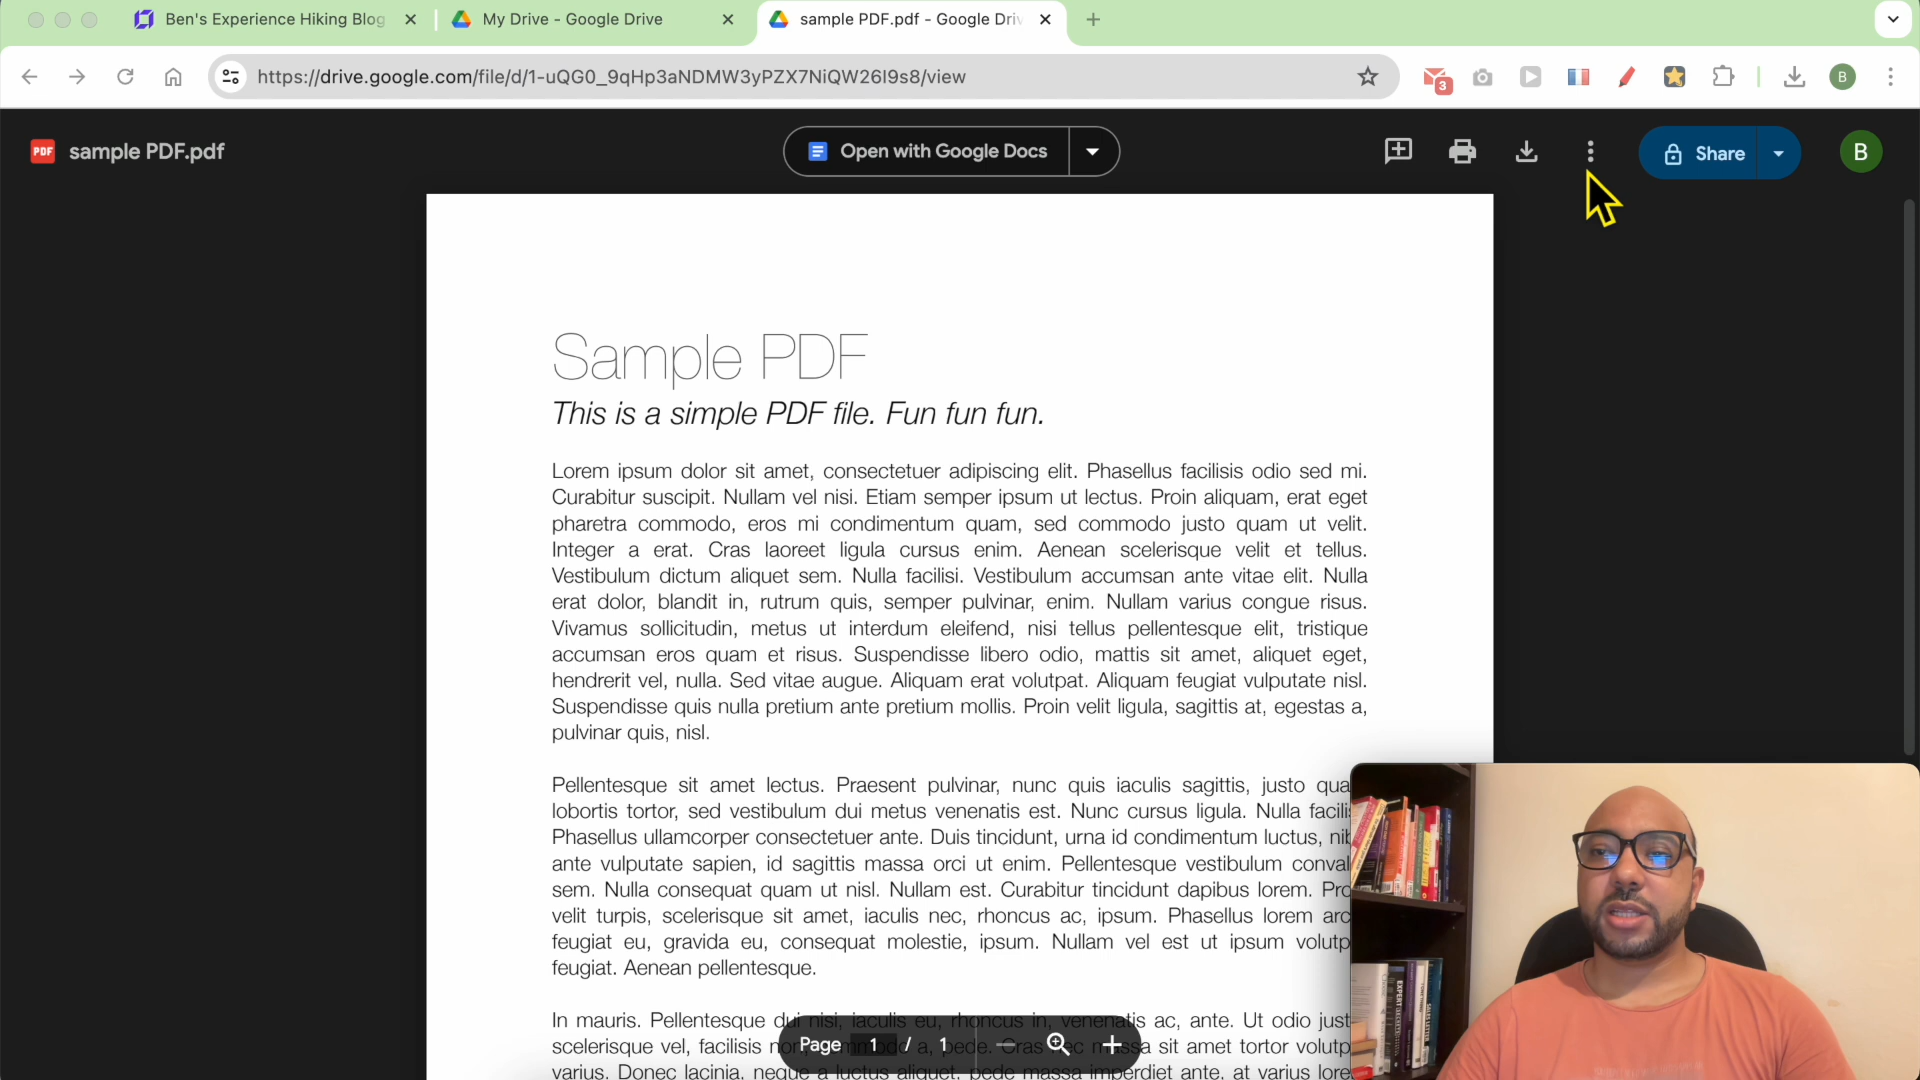 Ben's Experience Hiking Blog
My Drive - Google Drive
sample PDF.pdf - Google Driv
https://drive.google.com/file/d/1-uQG0_9qHp3aNDMW3yPZX7NiQW26I9s8/view
3
B
PDF
sample PDF.pdf
Open with Google Docs
Share
B
Sample PDF
This is a simple PDF file. Fun fun fun.
Lorem ipsum dolor sit amet, consectetuer adipiscing elit. Phasellus facilisis odio sed mi.
Curabitur suscipit. Nullam vel nisi. Etiam semper ipsum ut lectus. Proin aliquam, erat eget
pharetra commodo, eros mi condimentum quam, sed commodo justo quam ut velit.
Integer a erat. Cras laoreet ligula cursus enim. Aenean scelerisque velit et tellus.
Vestibulum dictum aliquet sem. Nulla facilisi. Vestibulum accumsan ante vitae elit. Nulla
erat dolor, blandit in, rutrum quis, semper pulvinar, enim. Nullam varius congue risus.
Vivamus sollicitudin, metus ut interdum eleifend, nisi tellus pellentesque elit, tristique
accumsan eros quam et risus. Suspendisse libero odio, mattis sit amet, aliquet eget,
hendrerit vel, nulla. Sed vitae augue. Aliquam erat volutpat. Aliquam feugiat vulputate nisl.
Suspendisse quis nulla pretium ante pretium mollis. Proin velit ligula, sagittis at, egestas a,
pulvinar quis, nisl.
Pellentesque sit amet lectus. Praesent pulvinar, nunc quis iaculis sagittis, justo qua
lobortis tortor, sed vestibulum dui metus venenatis est. Nunc cursus ligula. Nulla facilis
Phasellus ullamcorper consectetuer ante. Duis tincidunt, urna id condimentum luctus, nib
ante vulputate sapien, id sagittis massa orci ut enim. Pellentesque vestibulum conval
sem. Nulla consequat quam ut nisl. Nullam est. Curabitur tincidunt dapibus lorem. Pro
velit turpis, scelerisque sit amet, iaculis nec, rhoncus ac, ipsum. Phasellus lorem arc
feugiat eu, gravida eu, consequat molestie, ipsum. Nullam vel est ut ipsum volutp
feugiat. Aenean pellentesque.
In mauris. Pellentesque dui nisi, iaculis eu, rhoncus in, venenatis ac, ante. Ut odio just
scelerisque vel, facilisis non, commodo a, pede. Cras nec massa sit amet tortor volutp
varius. Donec lacinia, neque a luctus aliquet, pede massa imperdiet ante, at varius lore
Page 1 / 1